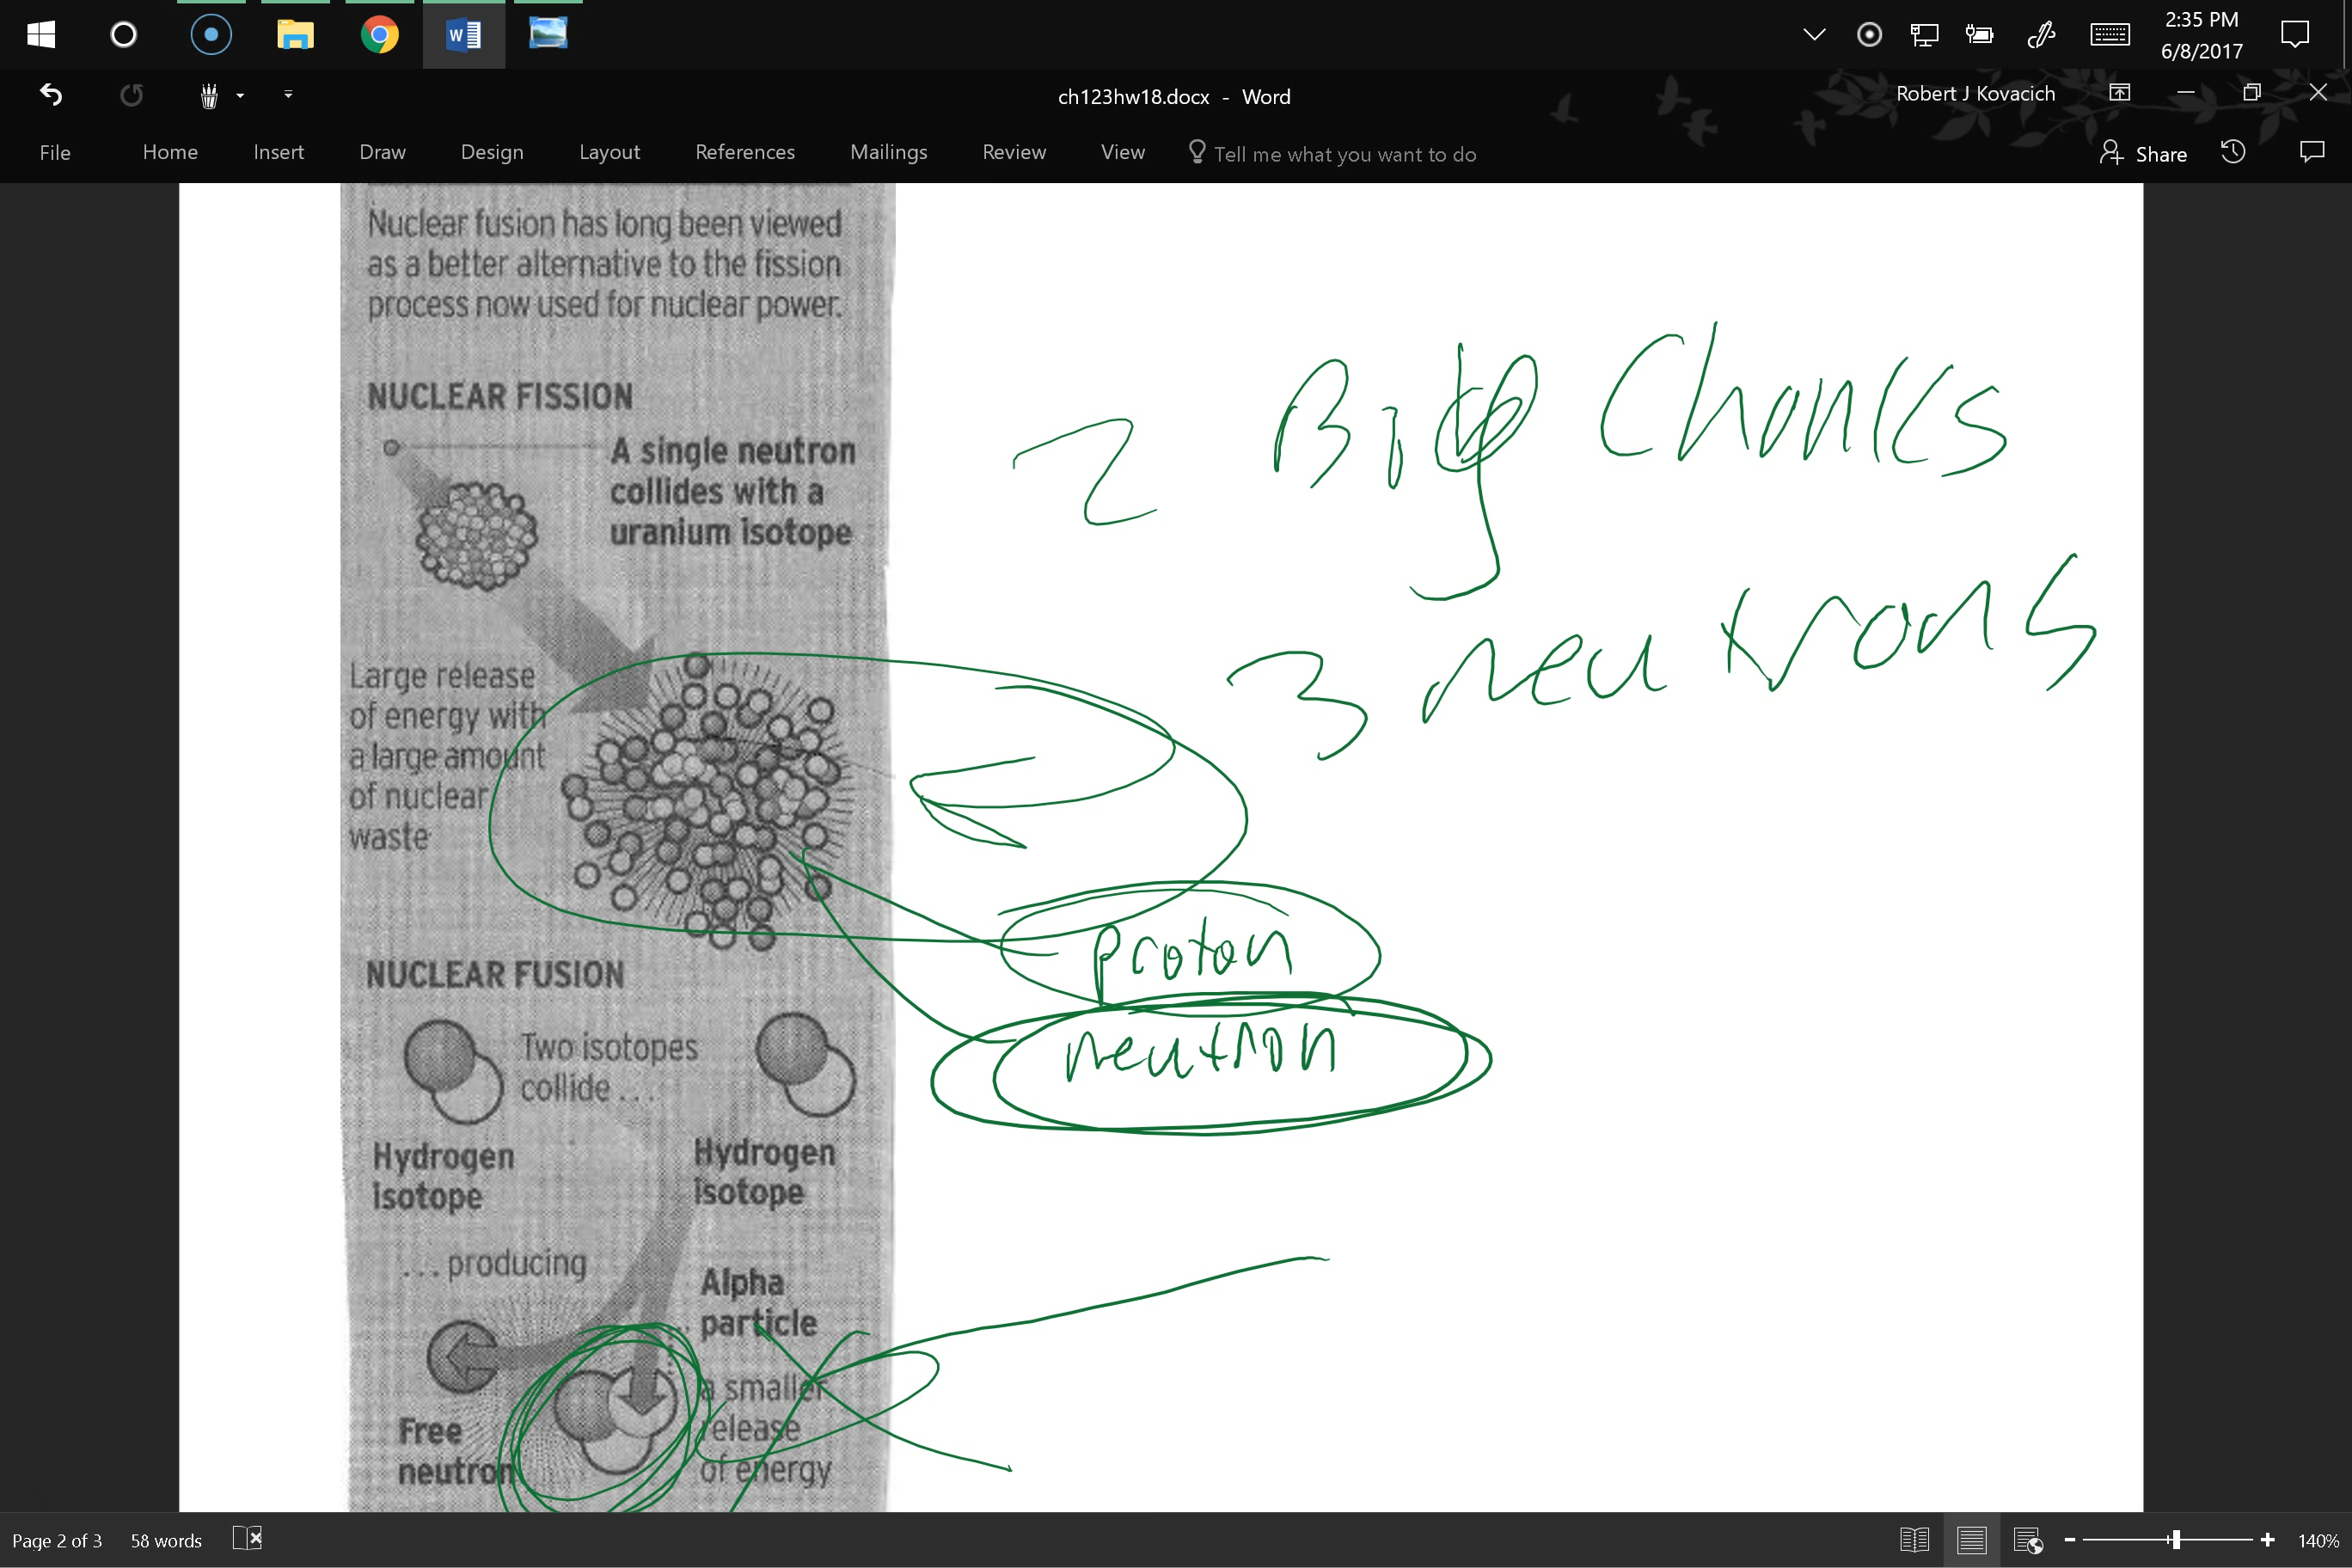 2:35 PM
6/8/2017
ch123hw18.docx - Word
Robert J Kovacich
File Home Insert Draw Design Layout References Mailings Review View Tell me what you want to do Share
Nuclear fusion has long been viewed
as a better alternative to the fission
process now used for nuclear power.
NUCLEAR FISSION
A single neutron
collides with a
uranium isotope
Large release
of energy with
a large amount
of nuclear
waste
NUCLEAR FUSION
Two isotopes
collide ...
Hydrogen
isotope
Hydrogen
isotope
... producing
Alpha
particle
... a smaller
release
of energy
Free
neutron
2 Big Chonks
3 neutrons
proton
neutron
Page 2 of 3 58 words 140%